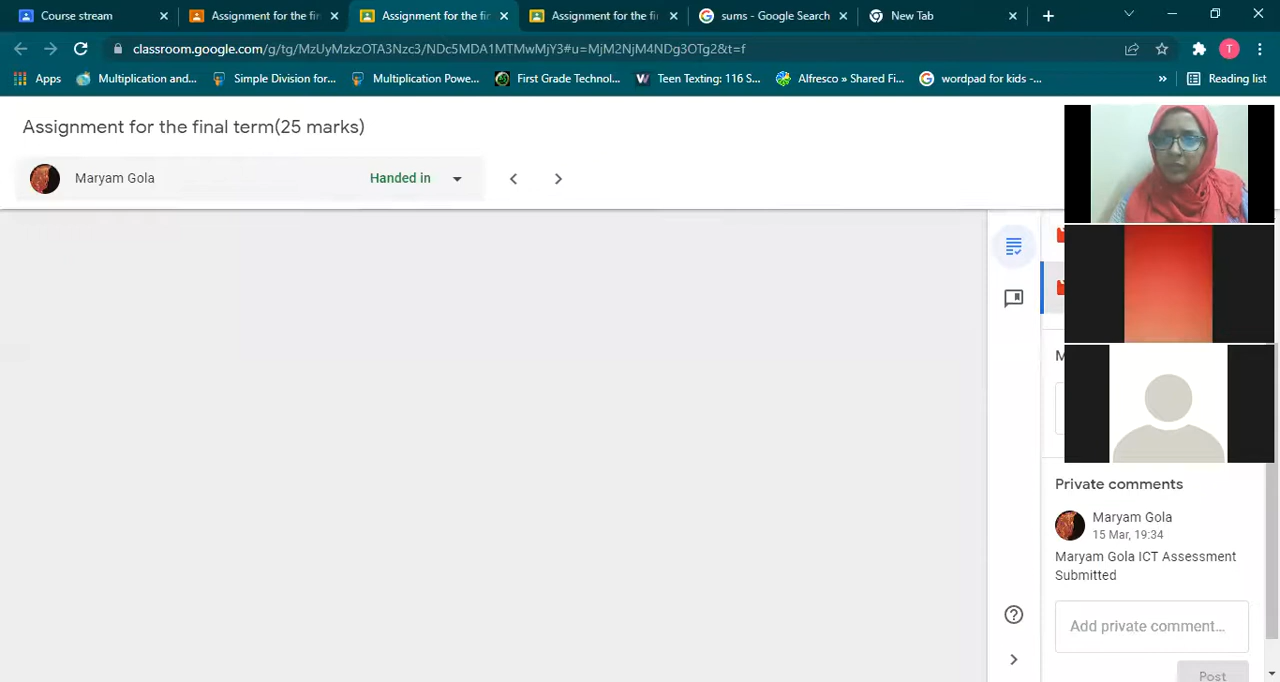 Course stream
Assignment for the fir
Assignment for the fir
Assignment for the fi
sums - Google Search
New Tab
classroom.google.com/g/tg/MzUyMzkzOTA3Nzc3/NDc5MDA1MTMwMjY3#u=MjM2NjM4NDg3OTg2&t=f
T
Apps
Multiplication and...
Simple Division for...
Multiplication Powe...
First Grade Technol...
Teen Texting: 116 S...
Alfresco » Shared Fi...
wordpad for kids -...
»
Reading list
Assignment for the final term(25 marks)
Maryam Gola
Handed in
M
Private comments
Maryam Gola
15 Mar, 19:34
Maryam Gola ICT Assessment
Submitted
Add private comment...
Post